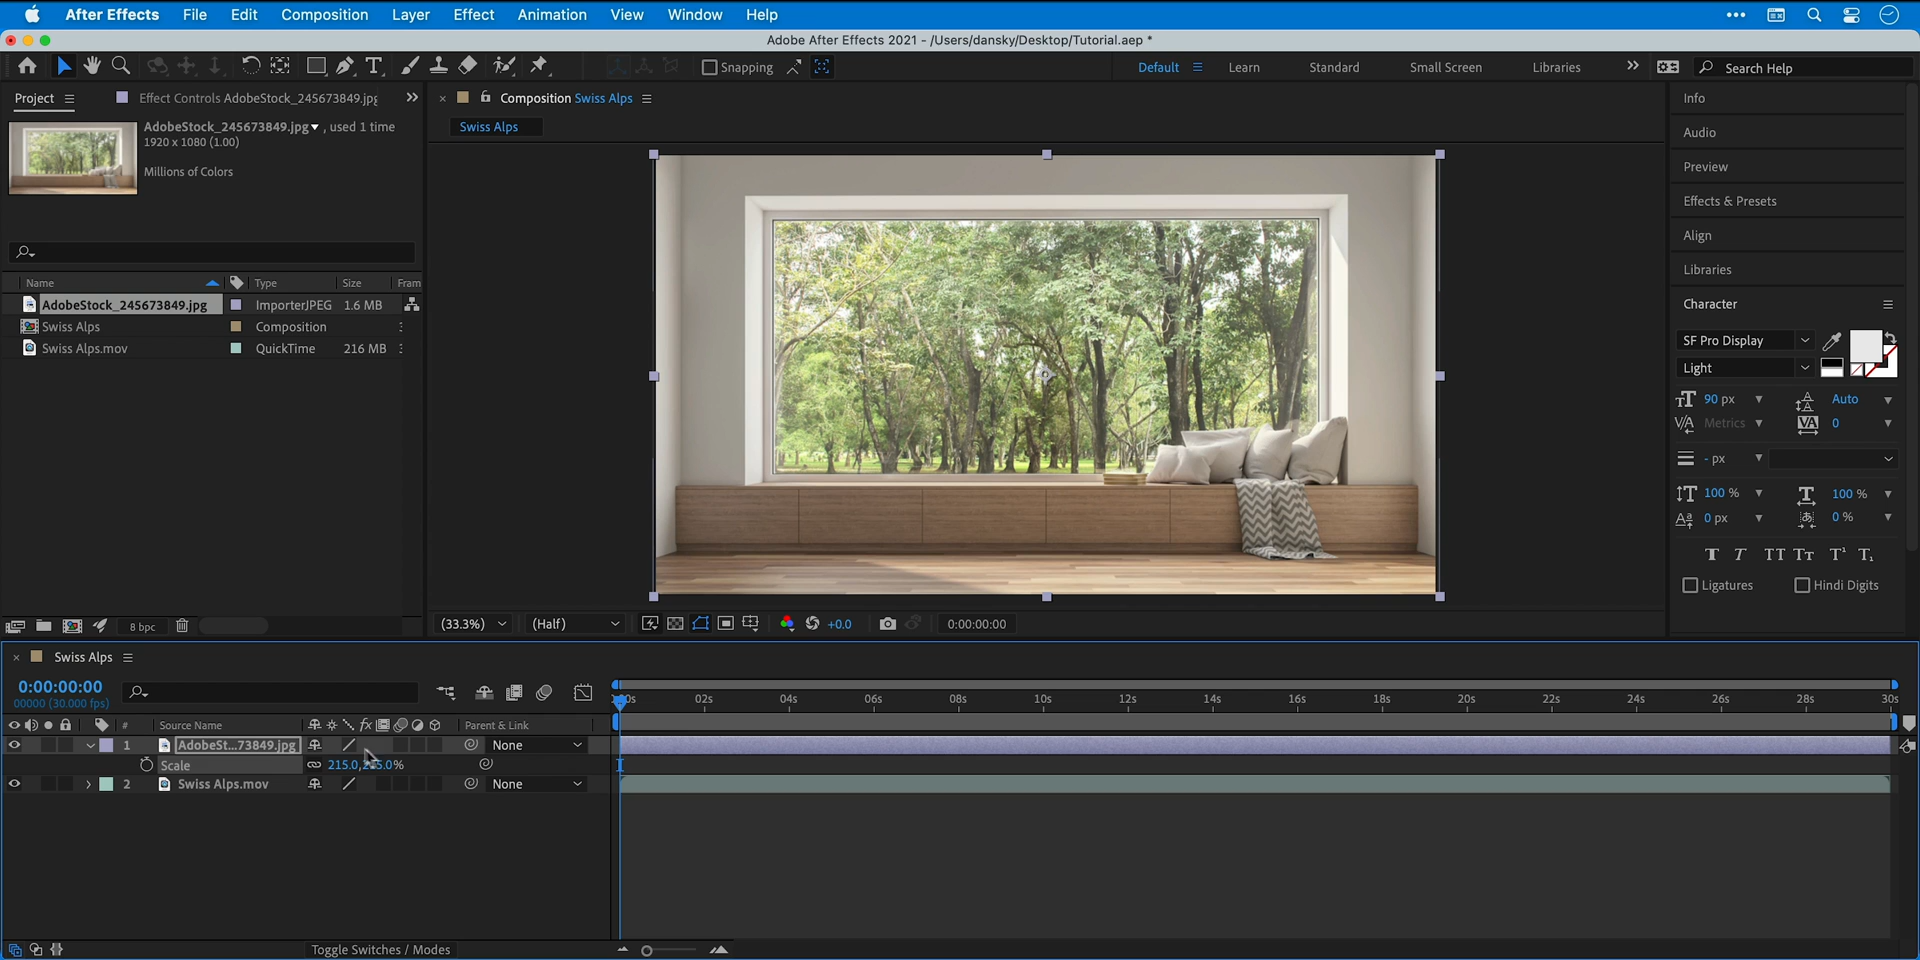 After Effects File Edit Composition Layer Effect Animation View Window Help
Adobe After Effects 2021 - /Users/dansky/Desktop/Tutorial.aep *
Snapping
Default Learn Standard Small Screen Libraries Search Help
Project Effect Controls AdobeStock_245673849.jpg
AdobeStock_245673849.jpg, used 1 time
1920 x 1080 (1.00)
Millions of Colors
Name Type Size Fram
AdobeStock_245673849.jpg ImporterJPEG 1.6 MB
Swiss Alps Composition
Swiss Alps.mov QuickTime 216 MB
8 bpc
Composition Swiss Alps
Swiss Alps
(33.3%) (Half) +0.0 0:00:00:00
Info
Audio
Preview
Effects & Presets
Align
Libraries
Character
SF Pro Display
Light
90 px Auto
Metrics 0
- px
100 % 100 %
0 px 0 %
Ligatures Hindi Digits
Swiss Alps
0:00:00:00
00000 (30.000 fps)
02s 04s 06s 08s 10s 12s 14s 16s 18s 20s 22s 24s 26s 28s 30s
# Source Name fx Parent & Link
1 AdobeSt...73849.jpg None
Scale 215.0,
2 Swiss Alps.mov None
Toggle Switches / Modes